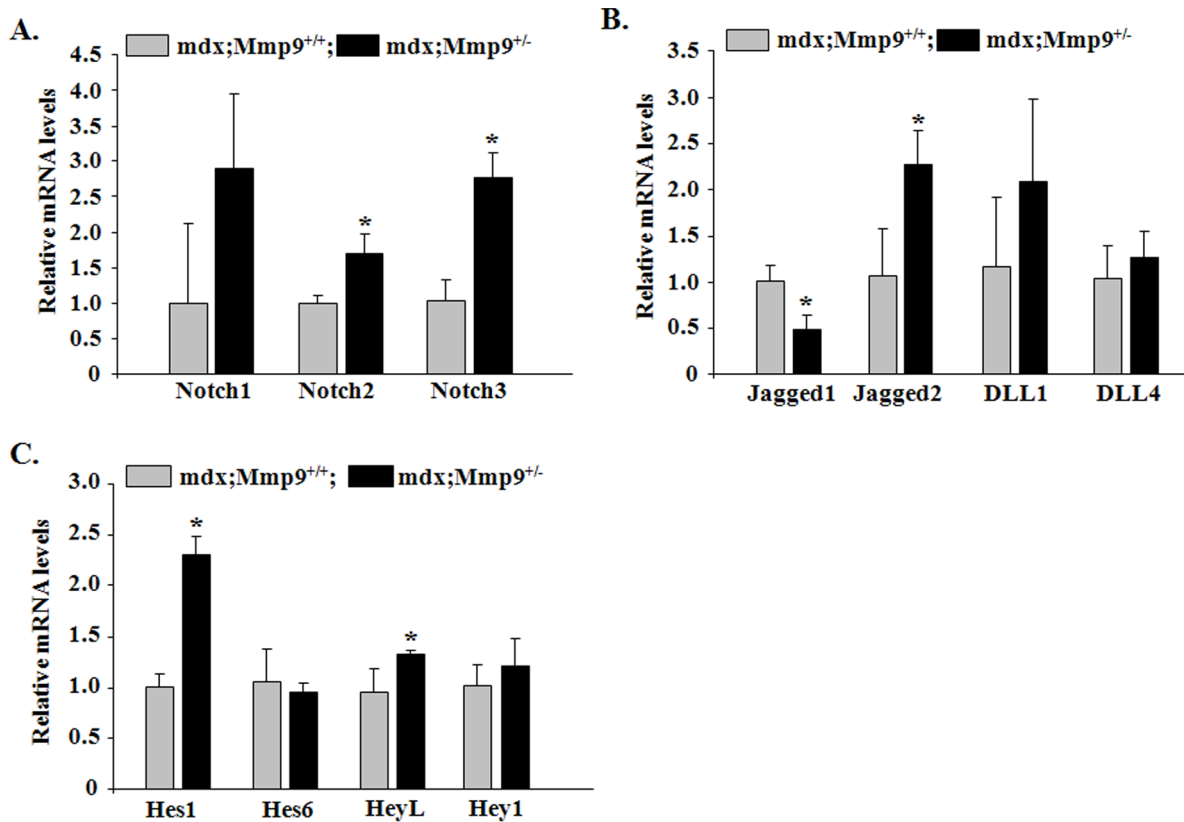 A.
mdx;Mmp9+/+; mdx;Mmp9+/-
Relative mRNA levels
4.5
4.0
3.5
3.0
2.5
2.0
1.5
1.0
0.5
0
*
*
Notch1 Notch2 Notch3
B.
mdx;Mmp9+/+; mdx;Mmp9+/-
Relative mRNA levels
3.5
3.0
2.5
2.0
1.5
1.0
0.5
0
*
*
Jagged1 Jagged2 DLL1 DLL4
C.
mdx;Mmp9+/+; mdx;Mmp9+/-
Relative mRNA levels
3.0
2.5
2.0
1.5
1.0
0.5
0
*
*
Hes1 Hes6 HeyL Hey1